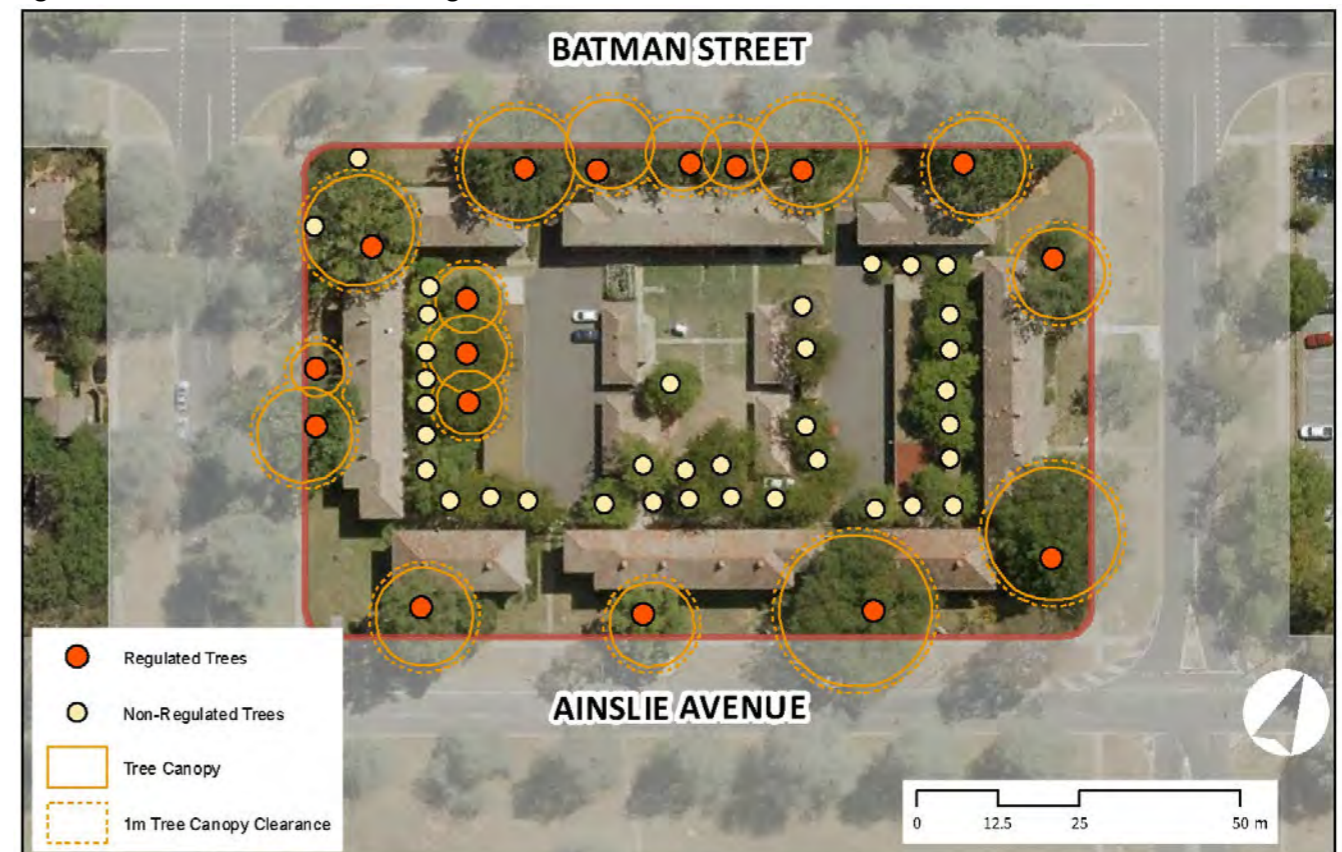 BATMAN STREET
AINSLIE AVENUE
Regulated Trees
Non-Regulated Trees
Tree Canopy
1m Tree Canopy Clearance
0 12.5 25 50 m